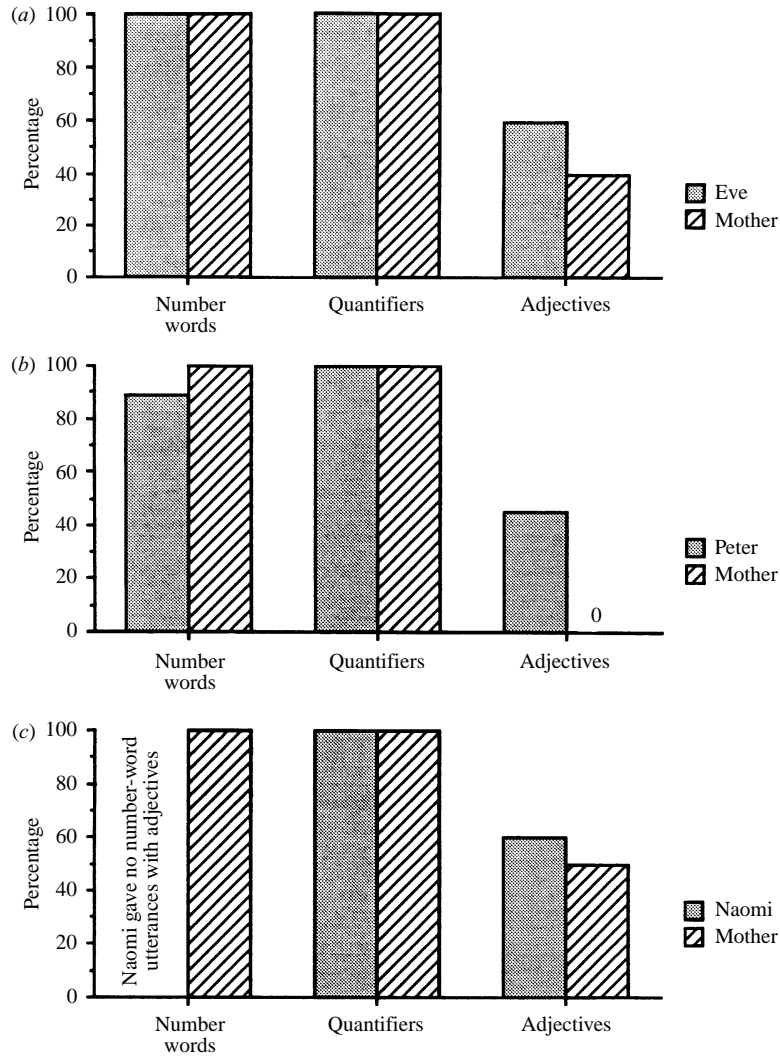 (a) 100
80
60
40
20
0
Percentage
Number
words
Quantifiers
Adjectives
Eve
Mother
(b) 100
80
60
40
20
0
Percentage
0
Number
words
Quantifiers
Adjectives
Peter
Mother
(c) 100
80
60
40
20
0
Percentage
Naomi gave no number-word
utterances with adjectives
Number
words
Quantifiers
Adjectives
Naomi
Mother